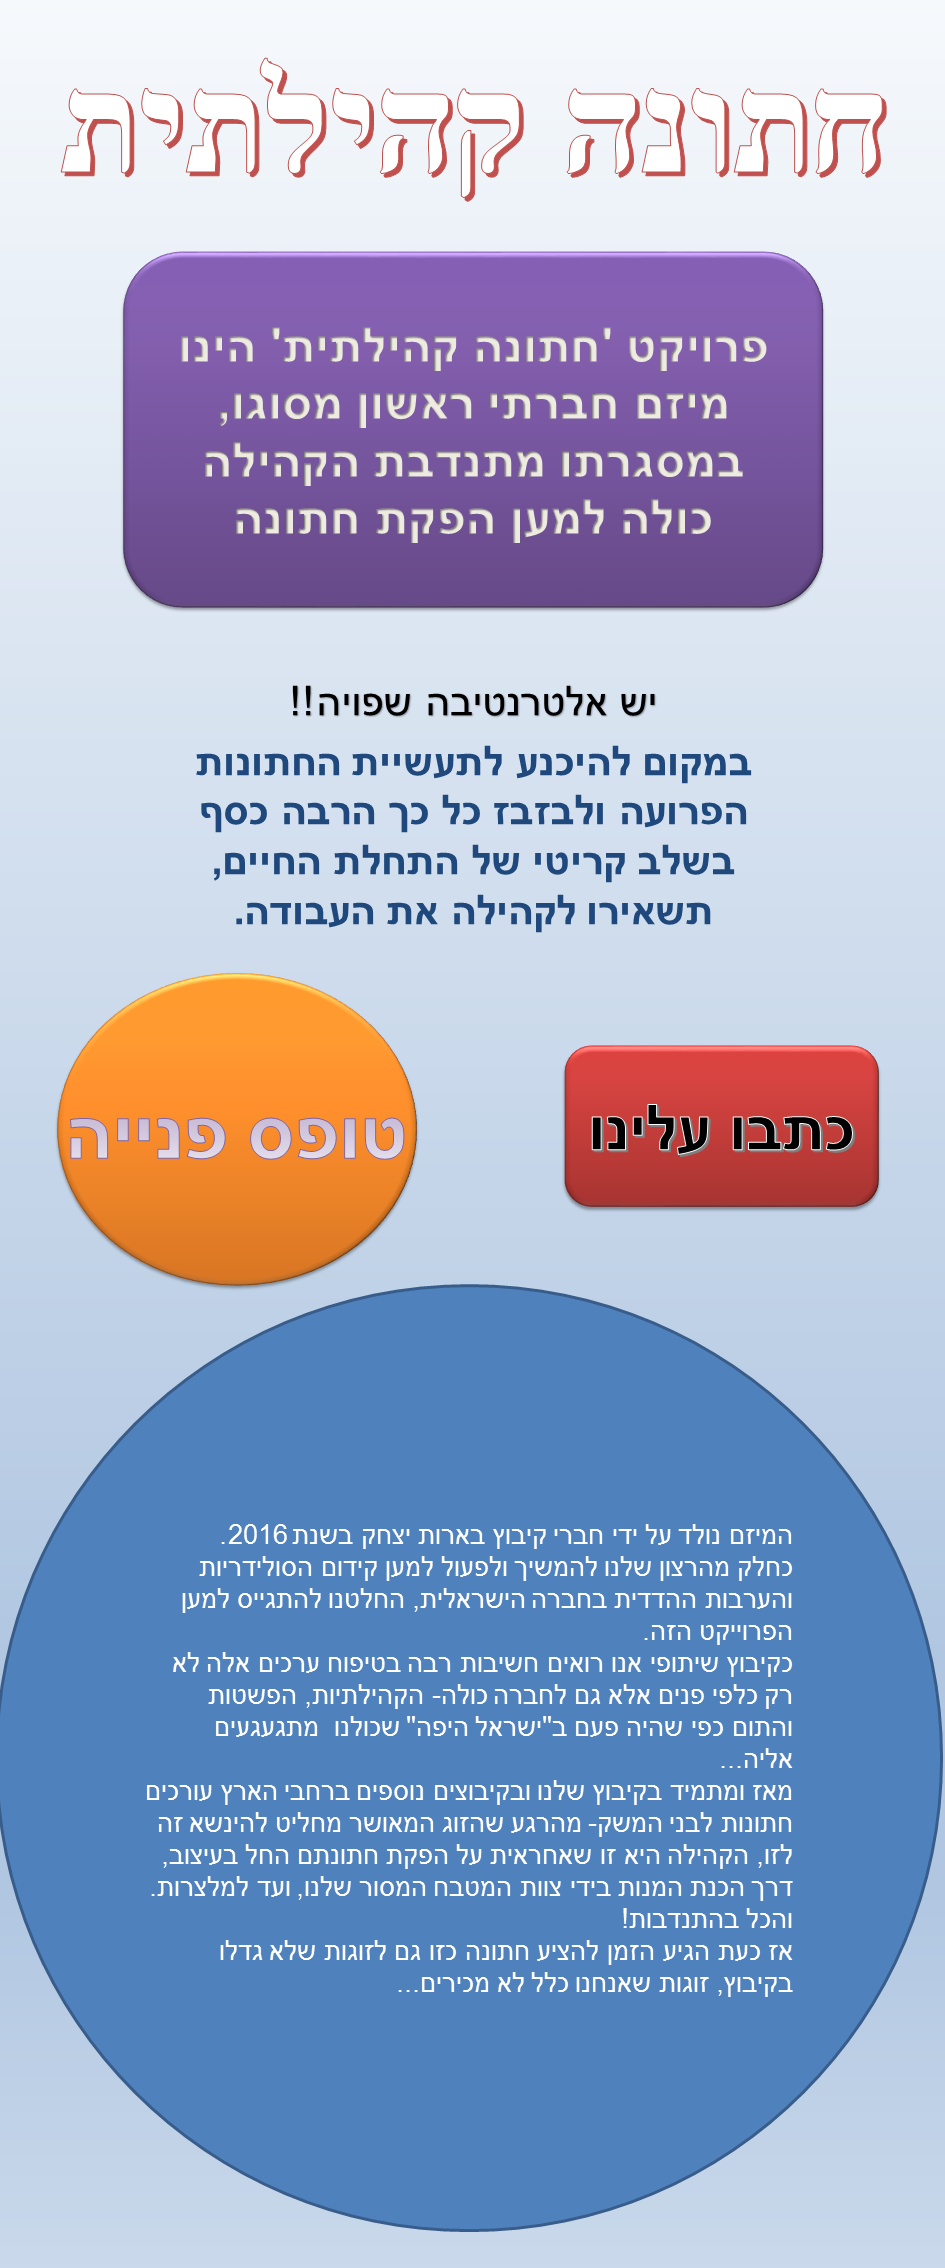 חתונה קהילתית
פרויקט 'חתונה קהילתית' הינו
מיזם חברתי ראשון מסוגו,
במסגרתו מתנדבת הקהילה
כולה למען הפקת חתונה
יש אלטרנטיבה שפויה!!
במקום להיכנע לתעשיית החתונות
הפרועה ולבזבז כל כך הרבה כסף
בשלב קריטי של התחלת החיים,
תשאירו לקהילה את העבודה.
כתבו עלינו
טופס פנייה
המיזם נולד על ידי חברי קיבוץ בארות יצחק בשנת 2016.
כחלק מהרצון שלנו להמשיך ולפעול למען קידום הסולידריות
והערבות ההדדית בחברה הישראלית, החלטנו להתגייס למען
הפרוייקט הזה.
כקיבוץ שיתופי אנו רואים חשיבות רבה בטיפוח ערכים אלה לא
רק כלפי פנים אלא גם לחברה כולה- הקהילתיות, הפשטות
והתום כפי שהיה פעם ב"ישראל היפה" שכולנו  מתגעגעים
אליה...
מאז ומתמיד בקיבוץ שלנו ובקיבוצים נוספים ברחבי הארץ עורכים
חתונות לבני המשק- מהרגע שהזוג המאושר מחליט להינשא זה
לזו, הקהילה היא זו שאחראית על הפקת חתונתם החל בעיצוב,
דרך הכנת המנות בידי צוות המטבח המסור שלנו, ועד למלצרות.
והכל בהתנדבות!
אז כעת הגיע הזמן להציע חתונה כזו גם לזוגות שלא גדלו
בקיבוץ, זוגות שאנחנו כלל לא מכירים...